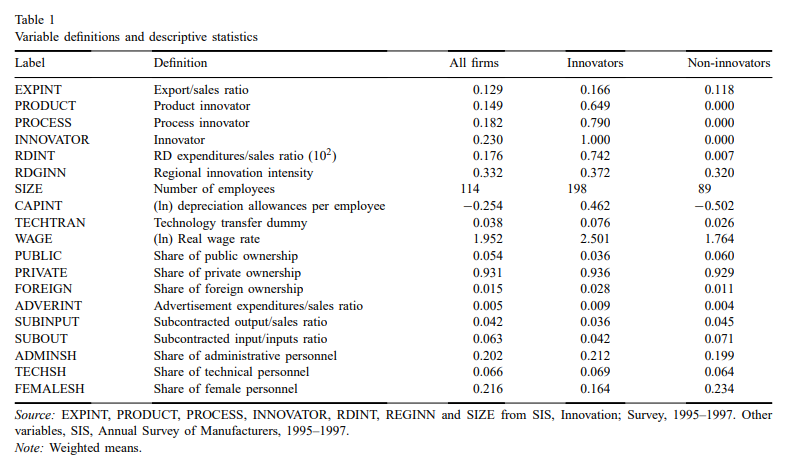 Table 1
Variable definitions and descriptive statistics
Label Definition All firms Innovators Non-innovators
EXPINT Export/sales ratio 0.129 0.166 0.118
PRODUCT Product innovator 0.149 0.649 0.000
PROCESS Process innovator 0.182 0.790 0.000
INNOVATOR Innovator 0.230 1.000 0.000
RDINT RD expenditures/sales ratio (10²) 0.176 0.742 0.007
RDGINN Regional innovation intensity 0.332 0.372 0.320
SIZE Number of employees 114 198 89
CAPINT (ln) depreciation allowances per employee −0.254 0.462 −0.502
TECHTRAN Technology transfer dummy 0.038 0.076 0.026
WAGE (ln) Real wage rate 1.952 2.501 1.764
PUBLIC Share of public ownership 0.054 0.036 0.060
PRIVATE Share of private ownership 0.931 0.936 0.929
FOREIGN Share of foreign ownership 0.015 0.028 0.011
ADVERINT Advertisement expenditures/sales ratio 0.005 0.009 0.004
SUBINPUT Subcontracted output/sales ratio 0.042 0.036 0.045
SUBOUT Subcontracted input/inputs ratio 0.063 0.042 0.071
ADMINSH Share of administrative personnel 0.202 0.212 0.199
TECHSH Share of technical personnel 0.066 0.069 0.064
FEMALESH Share of female personnel 0.216 0.164 0.234
Source: EXPINT, PRODUCT, PROCESS, INNOVATOR, RDINT, REGINN and SIZE from SIS, Innovation; Survey, 1995–1997. Other
variables, SIS, Annual Survey of Manufacturers, 1995–1997.
Note: Weighted means.